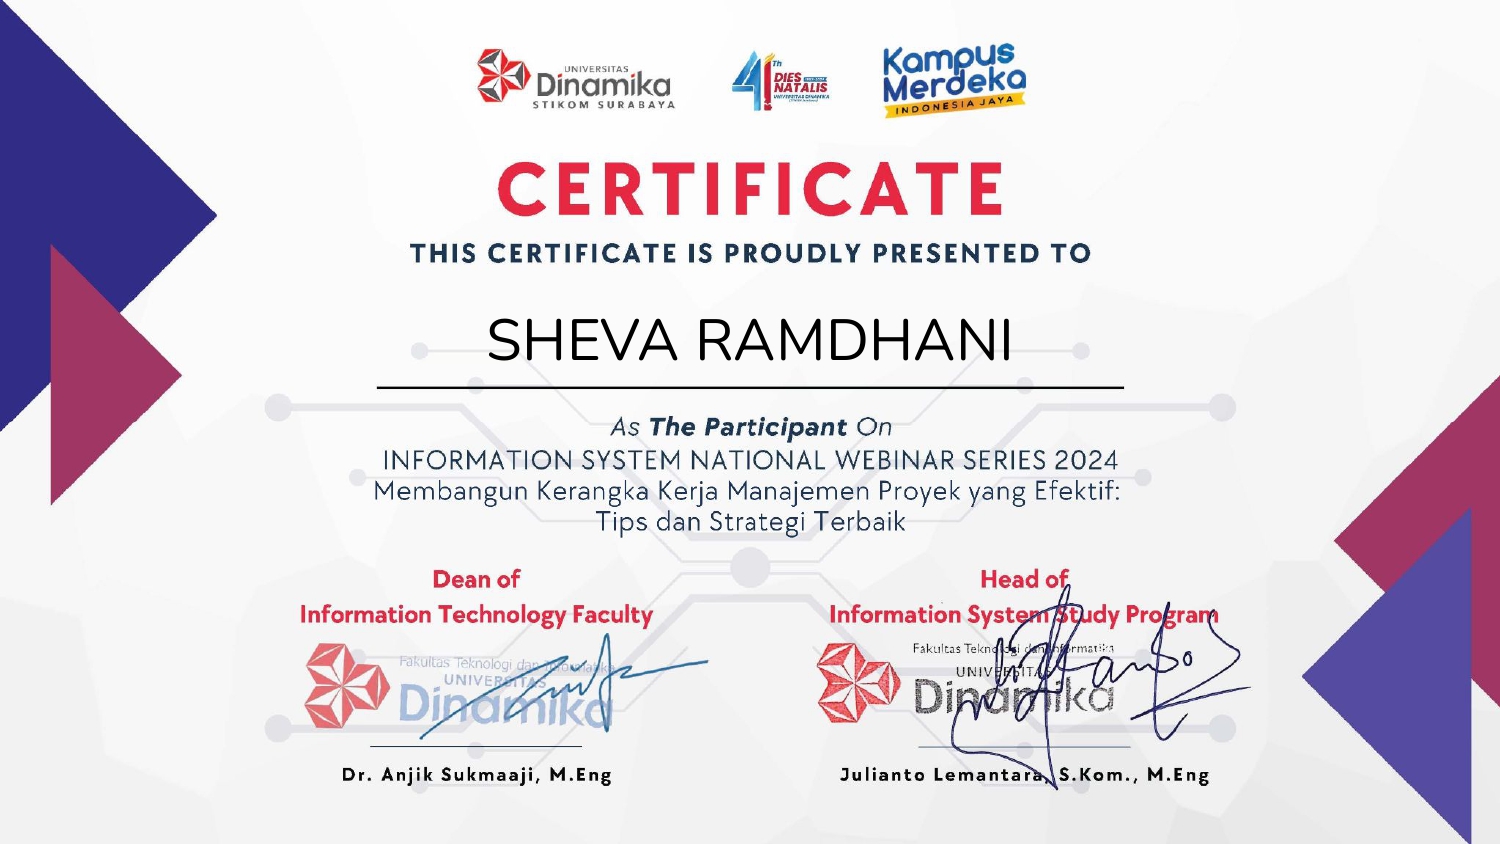 UNIVERSITAS
Dinamika
STIKOM SURABAYA
41 Th
DIES
NATALIS
Kampus
Merdeka
INDONESIA JAYA
CERTIFICATE
THIS CERTIFICATE IS PROUDLY PRESENTED TO
SHEVA RAMDHANI
As The Participant On
INFORMATION SYSTEM NATIONAL WEBINAR SERIES 2024
Membangun Kerangka Kerja Manajemen Proyek yang Efektif:
Tips dan Strategi Terbaik
Dean of
Information Technology Faculty
Fakultas Teknologi dan Informatika
UNIVERSITAS
Dinamika
Dr. Anjik Sukmaaji, M.Eng
Head of
Information System Study Program
Fakultas Teknologi dan Informatika
UNIVERSITAS
Dinamika
Julianto Lemantara, S.Kom., M.Eng